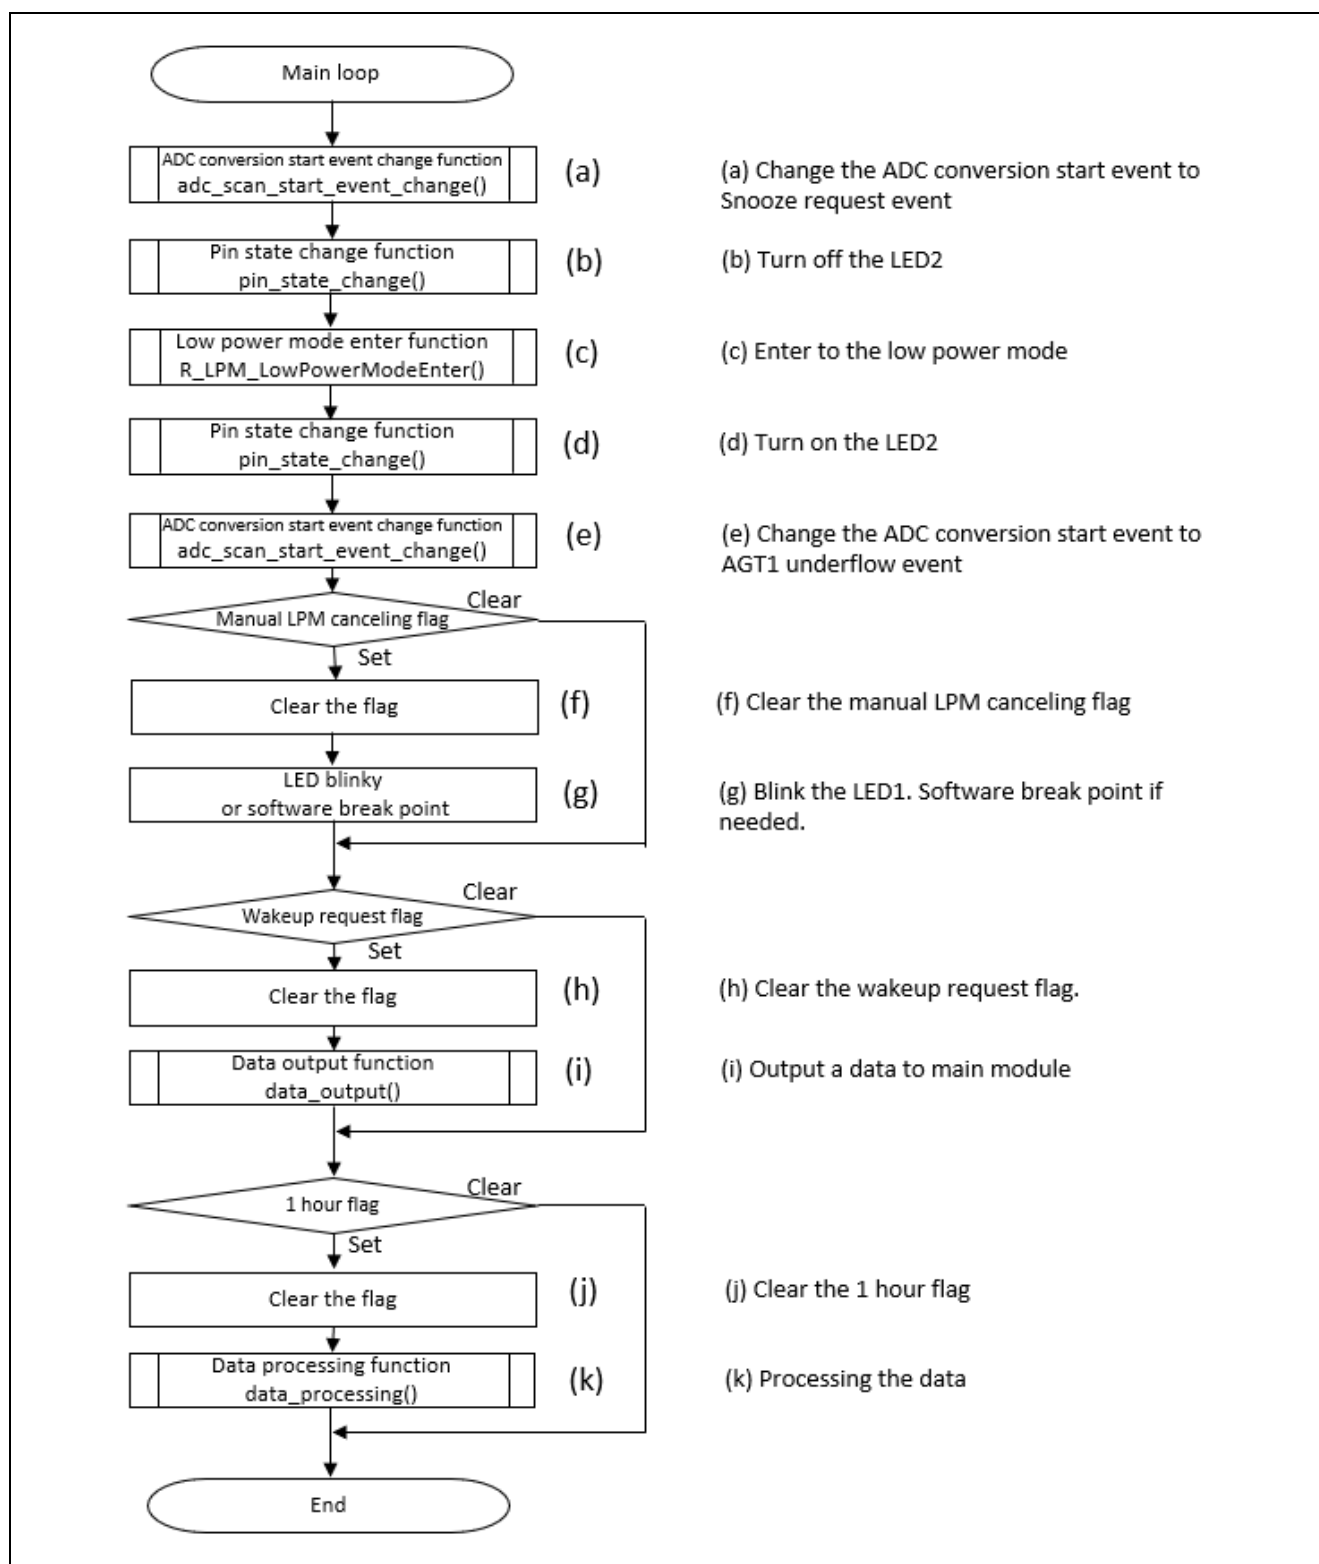 Main loop
ADC conversion start event change function
adc_scan_start_event_change()
(a)
(a) Change the ADC conversion start event to
Snooze request event
Pin state change function
pin_state_change()
(b)
(b) Turn off the LED2
Low power mode enter function
R_LPM_LowPowerModeEnter()
(c)
(c) Enter to the low power mode
Pin state change function
pin_state_change()
(d)
(d) Turn on the LED2
ADC conversion start event change function
adc_scan_start_event_change()
(e)
(e) Change the ADC conversion start event to
AGT1 underflow event
Clear
Manual LPM canceling flag
Set
Clear the flag
(f)
(f) Clear the manual LPM canceling flag
LED blinky
or software break point
(g)
(g) Blink the LED1. Software break point if
needed.
Clear
Wakeup request flag
Set
Clear the flag
(h)
(h) Clear the wakeup request flag.
Data output function
data_output()
(i)
(i) Output a data to main module
Clear
1 hour flag
Set
Clear the flag
(j)
(j) Clear the 1 hour flag
Data processing function
data_processing()
(k)
(k) Processing the data
End